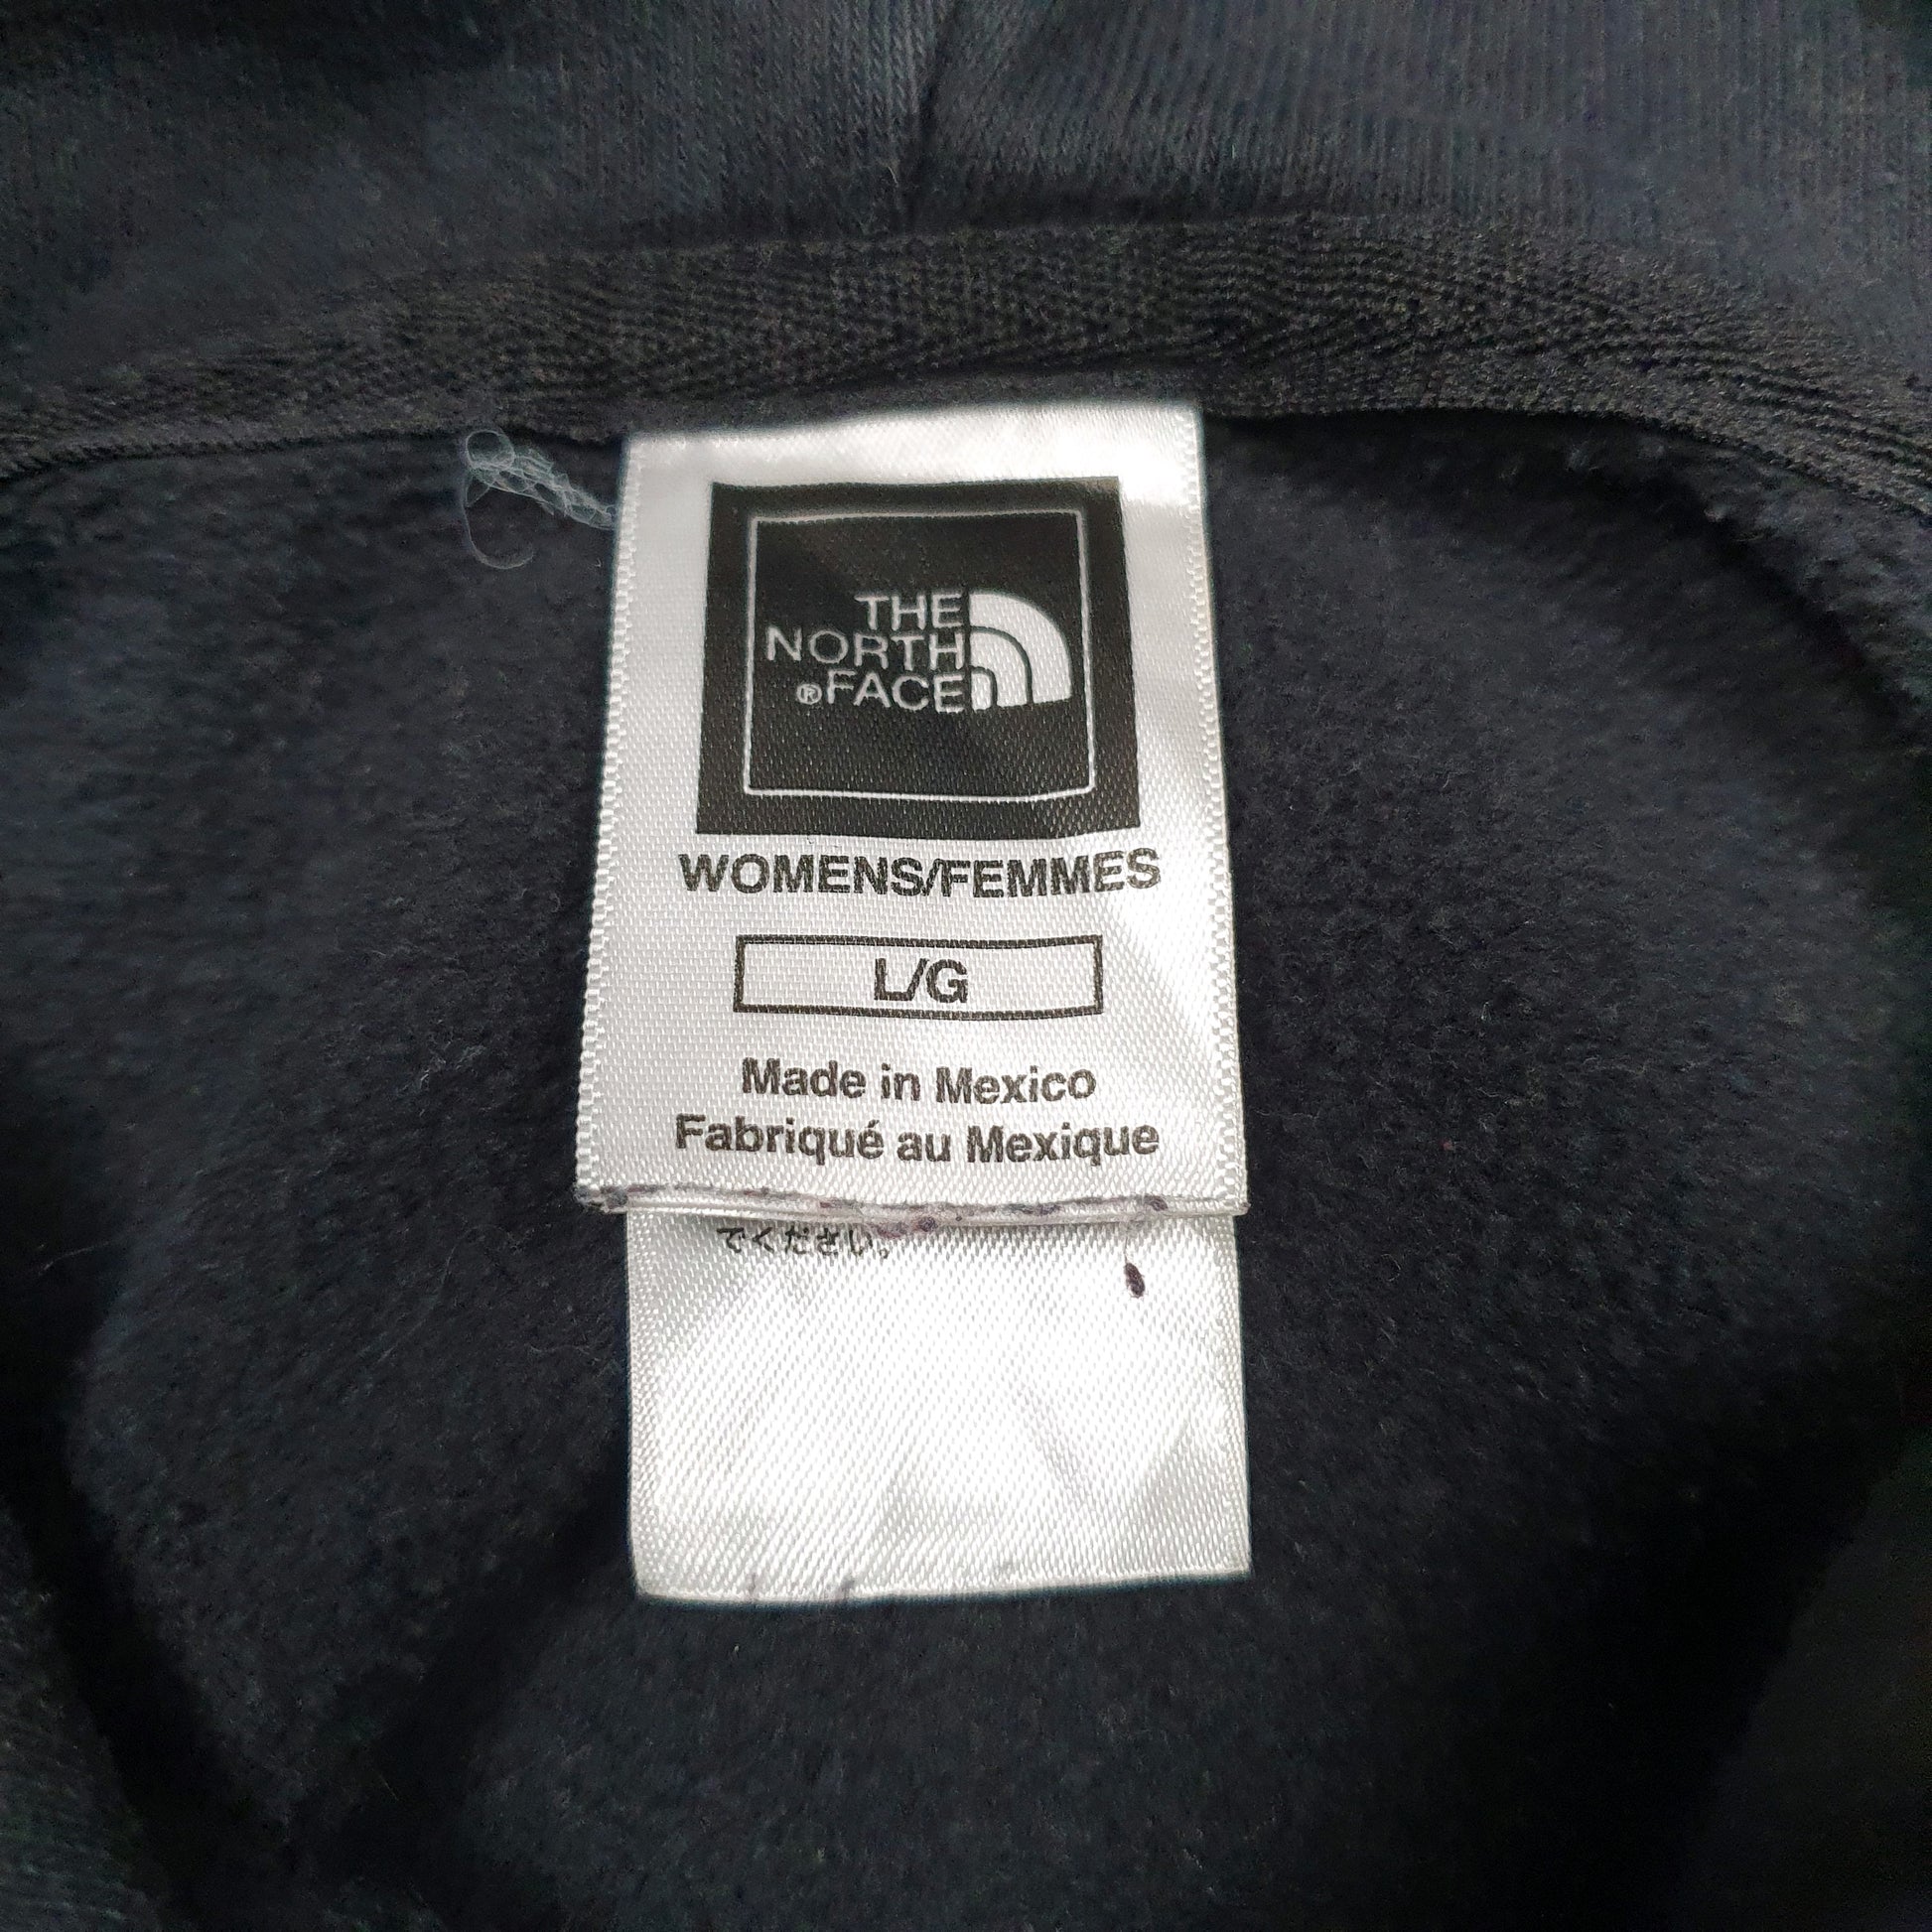 THE
NORTH
®FACE
WOMENS/FEMMES
L/G
Made in Mexico
Fabriqué au Mexique
でください。